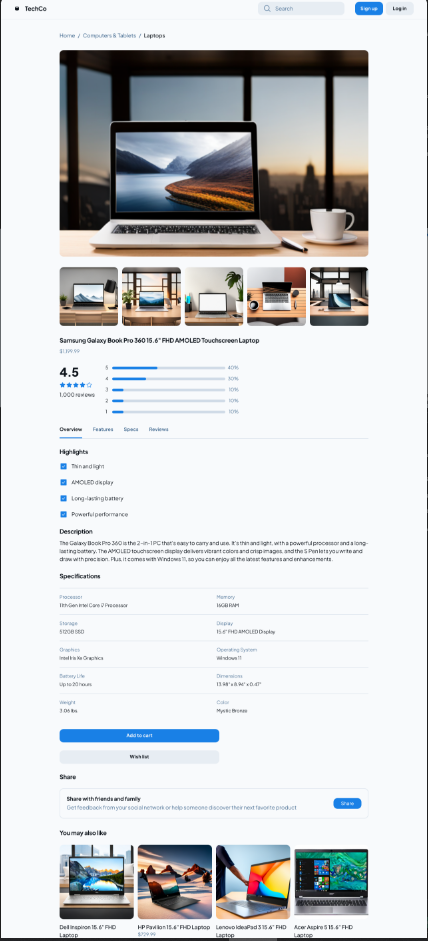 TechCo
Search
Sign up
Log in
Home / Computers & Tablets / Laptops
Samsung Galaxy Book Pro 360 15.6" FHD AMOLED Touchscreen Laptop
$1,199.99
4.5
1,000 reviews
5 40%
4 30%
3 10%
2 10%
1 10%
Overview Features Specs Reviews
Highlights
Thin and light
AMOLED display
Long-lasting battery
Powerful performance
Description
The Galaxy Book Pro 360 is the 2-in-1 PC that's easy to carry and use. It's thin and light, with a powerful processor and a long-
lasting battery. The AMOLED touchscreen display delivers vibrant colors and crisp images, and the S Pen lets you write and
draw with precision. Plus, it comes with Windows 11, so you can enjoy all the latest features and enhancements.
Specifications
Processor Memory
11th Gen Intel Core i7 Processor 16GB RAM
Storage Display
512GB SSD 15.6" FHD AMOLED Display
Graphics Operating System
Intel Iris Xe Graphics Windows 11
Battery Life Dimensions
Up to 20 hours 13.98" x 8.96" x 0.47"
Weight Color
3.06 lbs. Mystic Bronze
Add to cart
Wishlist
Share
Share with friends and family
Get feedback from your social network or help someone discover their next favorite product
Share
You may also like
Dell Inspiron 15.6" FHD Laptop
HP Pavilion 15.6" FHD Laptop
$729.99
Lenovo IdeaPad 3 15.6" FHD Laptop
Acer Aspire 5 15.6" FHD Laptop